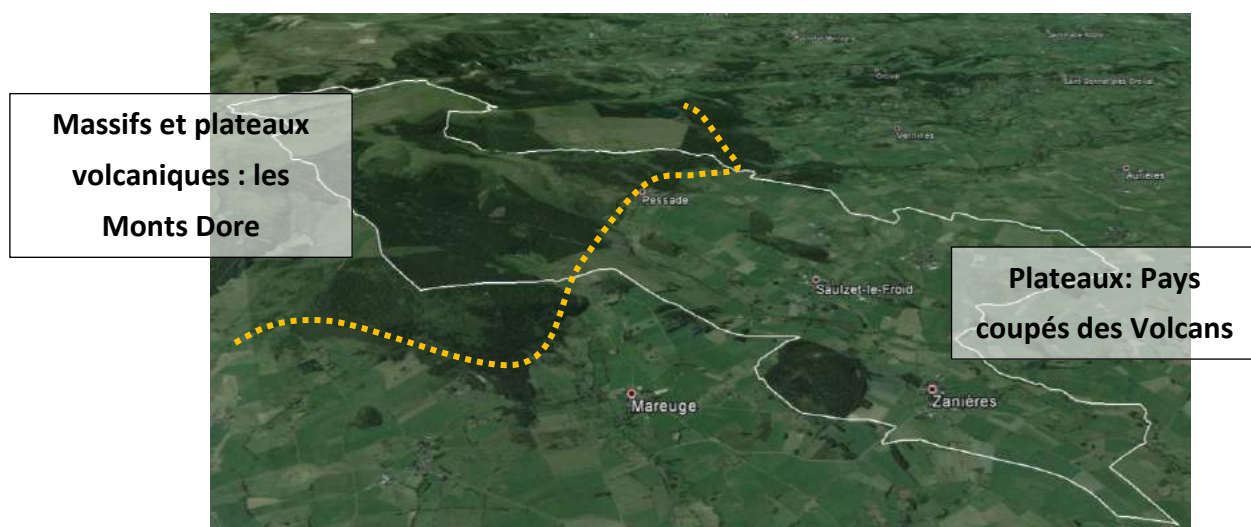 Massifs et plateaux
volcaniques : les
Monts Dore
Plateaux: Pays
coupés des Volcans
Vernines
Aurières
Pessade
Saulzet-le-Froid
Mareuge
Zanières